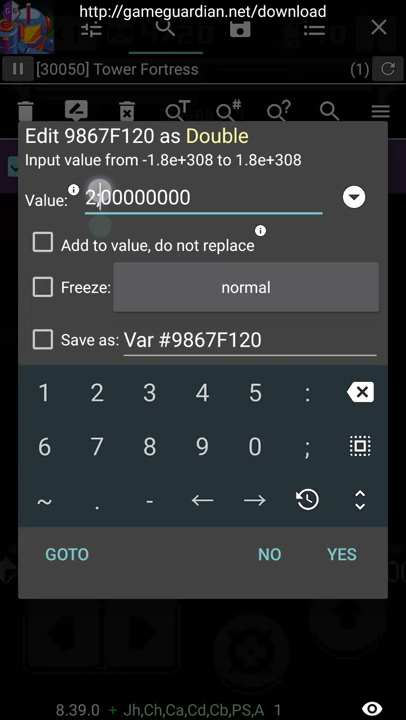 http://gameguardian.net/download
[30050] Tower Fortress
(1)
Edit 9867F120 as Double
Input value from -1.8e+308 to 1.8e+308
Value: 2,00000000
Add to value, do not replace
Freeze: normal
Save as: Var #9867F120
1 2 3 4 5 :
6 7 8 9 0 ;
~ . - ← →
GOTO NO YES
8.39.0 + Jh,Ch,Ca,Cd,Cb,PS,A 1